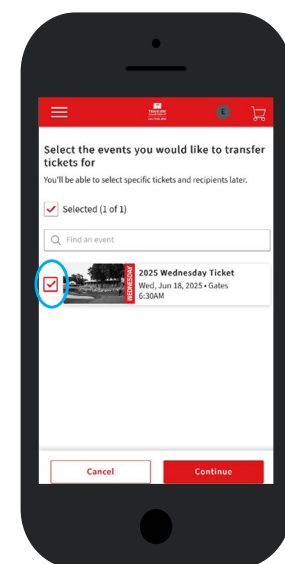 E
Select the events you would like to transfer
tickets for
You'll be able to select specific tickets and recipients later.
Selected (1 of 1)
Find an event
WEDNESDAY
2025 Wednesday Ticket
Wed, Jun 18, 2025 • Gates
6:30AM
Cancel
Continue